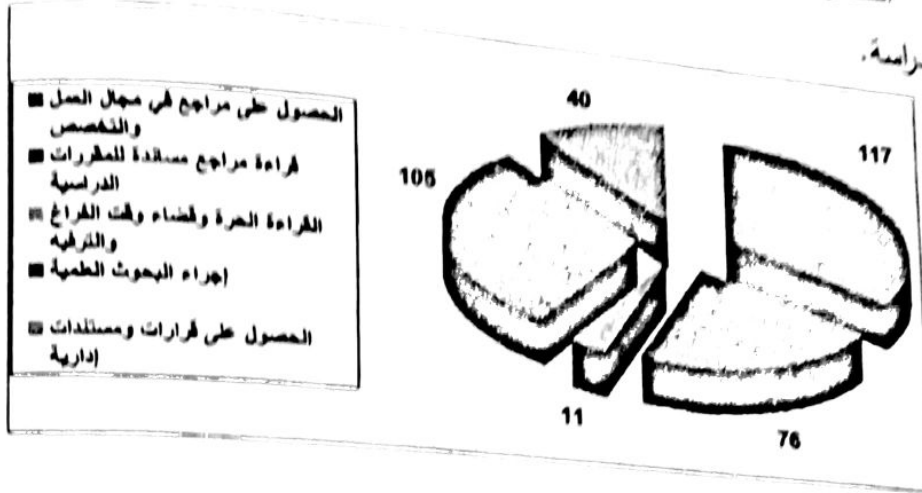 الحصول على مراجع في مجال العمل
والتخصص
قراءة مراجع مساندة للمقررات
الدراسية
القراءة الحرة وقضاء وقت الفراغ
والترفيه
إجراء البحوث العلمية
الحصول على قرارات ومستندات
إدارية
40
117
105
11
76